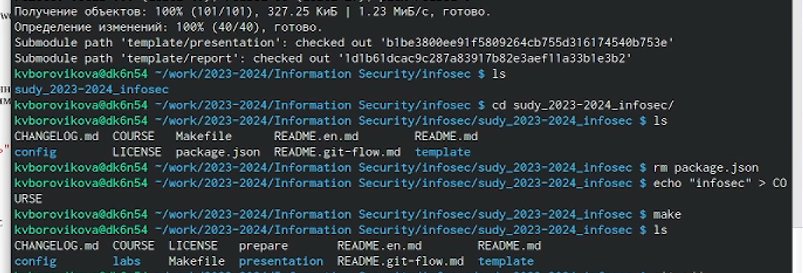 Получение объектов: 100% (101/101), 327.25 КиБ | 1.23 МиБ/с, готово.
Определение изменений: 100% (40/40), готово.
Submodule path 'template/presentation': checked out 'b1be3800ee91f5809264cb755d316174540b753e'
Submodule path 'template/report': checked out '1d1b61dcac9c287a83917b82e3aef11a33b1e3b2'
kvborovikova@dk6n54 ~/work/2023-2024/Information Security/infosec $ ls
sudy_2023-2024_infosec
kvborovikova@dk6n54 ~/work/2023-2024/Information Security/infosec $ cd sudy_2023-2024_infosec/
kvborovikova@dk6n54 ~/work/2023-2024/Information Security/infosec/sudy_2023-2024_infosec $ ls
CHANGELOG.md COURSE Makefile README.en.md README.md
config LICENSE package.json README.git-flow.md template
kvborovikova@dk6n54 ~/work/2023-2024/Information Security/infosec/sudy_2023-2024_infosec $ rm package.json
kvborovikova@dk6n54 ~/work/2023-2024/Information Security/infosec/sudy_2023-2024_infosec $ echo "infosec" > CO
URSE
kvborovikova@dk6n54 ~/work/2023-2024/Information Security/infosec/sudy_2023-2024_infosec $ make
kvborovikova@dk6n54 ~/work/2023-2024/Information Security/infosec/sudy_2023-2024_infosec $ ls
CHANGELOG.md COURSE LICENSE prepare README.en.md README.md
config labs Makefile presentation README.git-flow.md template